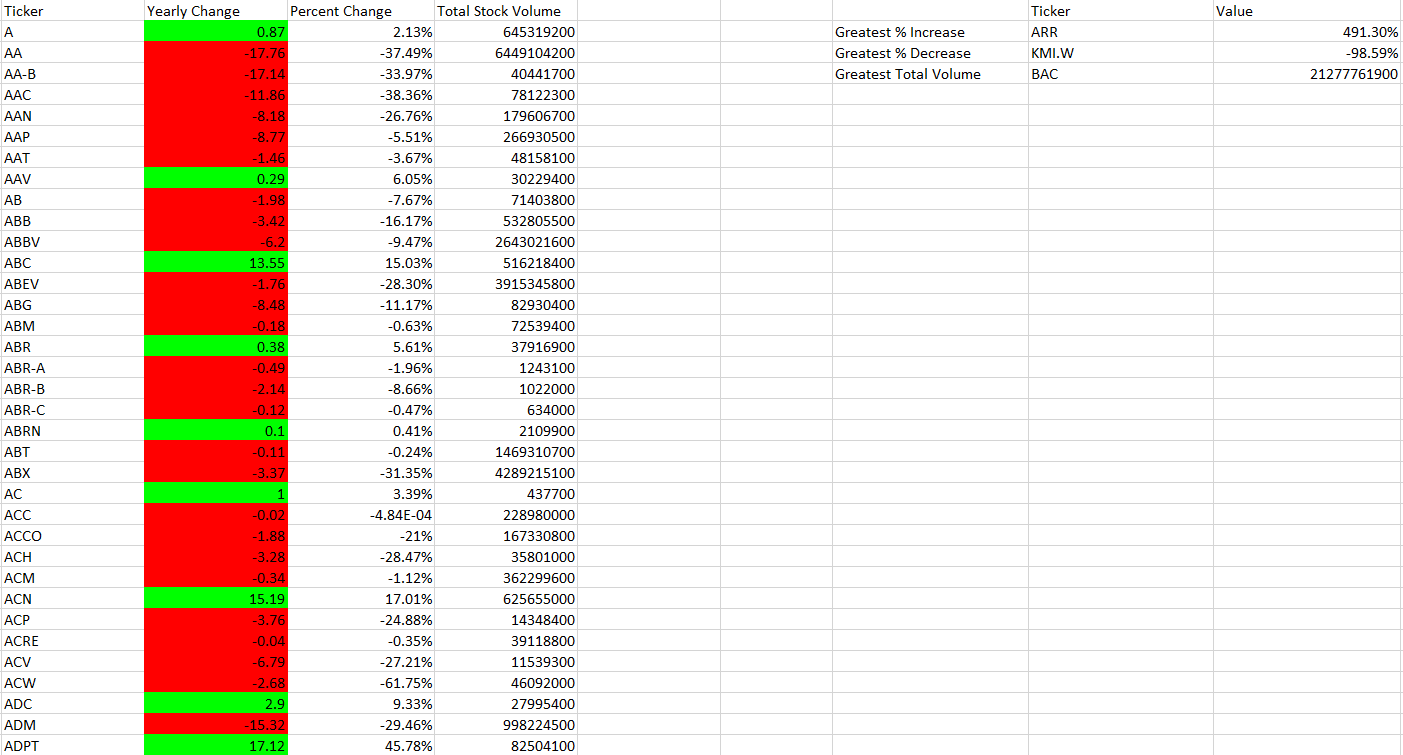 Ticker Yearly Change Percent Change Total Stock Volume Ticker Value
A 0.87 2.13% 645319200 Greatest % Increase ARR 491.30%
AA -17.76 -37.49% 6449104200 Greatest % Decrease KMI.W -98.59%
AA-B -17.14 -33.97% 40441700 Greatest Total Volume BAC 21277761900
AAC -11.86 -38.36% 78122300
AAN -8.18 -26.76% 179606700
AAP -8.77 -5.51% 266930500
AAT -1.46 -3.67% 48158100
AAV 0.29 6.05% 30229400
AB -1.98 -7.67% 71403800
ABB -3.42 -16.17% 532805500
ABBV -6.2 -9.47% 2643021600
ABC 13.55 15.03% 516218400
ABEV -1.76 -28.30% 3915345800
ABG -8.48 -11.17% 82930400
ABM -0.18 -0.63% 72539400
ABR 0.38 5.61% 37916900
ABR-A -0.49 -1.96% 1243100
ABR-B -2.14 -8.66% 1022000
ABR-C -0.12 -0.47% 634000
ABRN 0.1 0.41% 2109900
ABT -0.11 -0.24% 1469310700
ABX -3.37 -31.35% 4289215100
AC 1 3.39% 437700
ACC -0.02 -4.84E-04 228980000
ACCO -1.88 -21% 167330800
ACH -3.28 -28.47% 35801000
ACM -0.34 -1.12% 362299600
ACN 15.19 17.01% 625655000
ACP -3.76 -24.88% 14348400
ACRE -0.04 -0.35% 39118800
ACV -6.79 -27.21% 11539300
ACW -2.68 -61.75% 46092000
ADC 2.9 9.33% 27995400
ADM -15.32 -29.46% 998224500
ADPT 17.12 45.78% 82504100